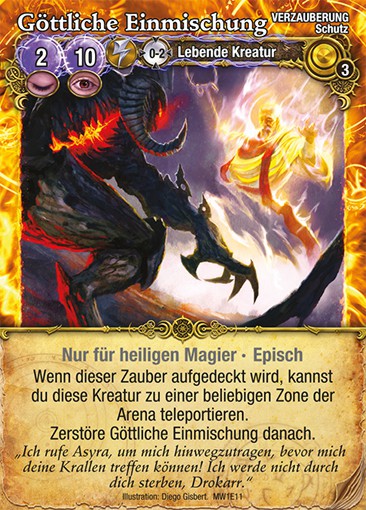 Göttliche Einmischung
VERZAUBERUNG
Schutz
2
10
0-2
Lebende Kreatur
3
Nur für heiligen Magier · Episch
Wenn dieser Zauber aufgedeckt wird, kannst
du diese Kreatur zu einer beliebigen Zone der
Arena teleportieren.
Zerstöre Göttliche Einmischung danach.
„Ich rufe Asyra, um mich hinwegzutragen, bevor mich
deine Krallen treffen können! Ich werde nicht durch
dich sterben, Drokarr.“
Illustration: Diego Gisbert. MW1E11